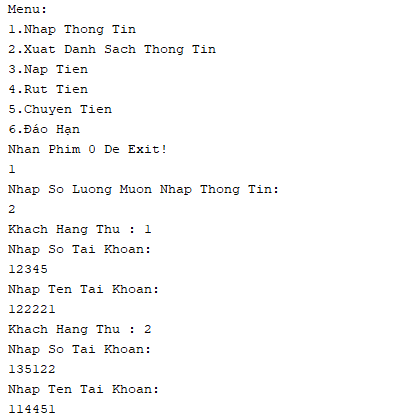 Menu:
1.Nhap Thong Tin
2.Xuat Danh Sach Thong Tin
3.Nap Tien
4.Rut Tien
5.Chuyen Tien
6.Đáo Hạn
Nhan Phim 0 De Exit!
1
Nhap So Luong Muon Nhap Thong Tin:
2
Khach Hang Thu : 1
Nhap So Tai Khoan:
12345
Nhap Ten Tai Khoan:
122221
Khach Hang Thu : 2
Nhap So Tai Khoan:
135122
Nhap Ten Tai Khoan:
114451